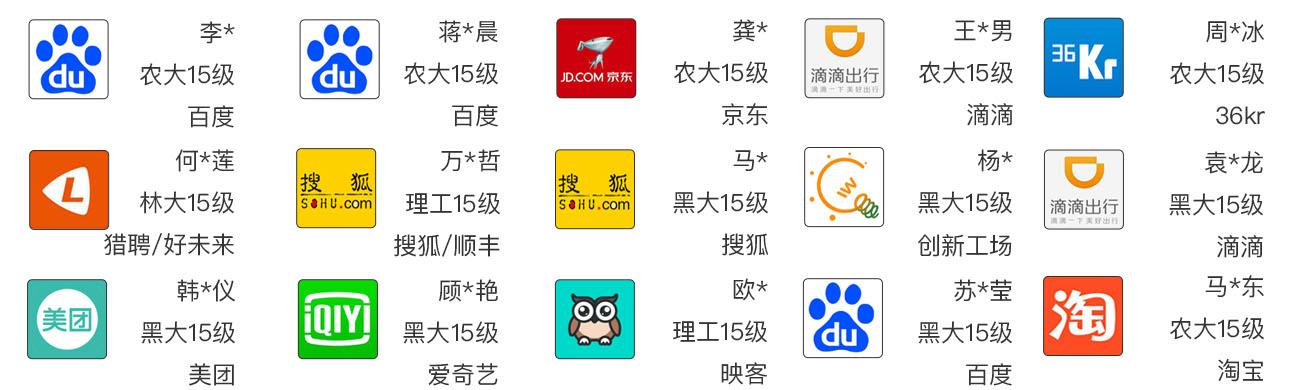 du
李*
农大15级
百度
du
蒋*晨
农大15级
百度
JD.COM 京东
龚*
农大15级
京东
滴滴出行
滴滴一下 美好出行
王*男
农大15级
滴滴
36Kr
周*冰
农大15级
36kr
L
何*莲
林大15级
猎聘/好未来
搜狐
SOHU.com
万*哲
理工15级
搜狐/顺丰
搜狐
SOHU.com
马*
黑大15级
搜狐
IW
杨*
黑大15级
创新工场
滴滴出行
滴滴一下 美好出行
袁*龙
黑大15级
滴滴
美团
韩*仪
黑大15级
美团
iQIYI
顾*艳
黑大15级
爱奇艺
欧*
理工15级
映客
du
苏*莹
黑大15级
百度
淘
马*东
农大15级
淘宝